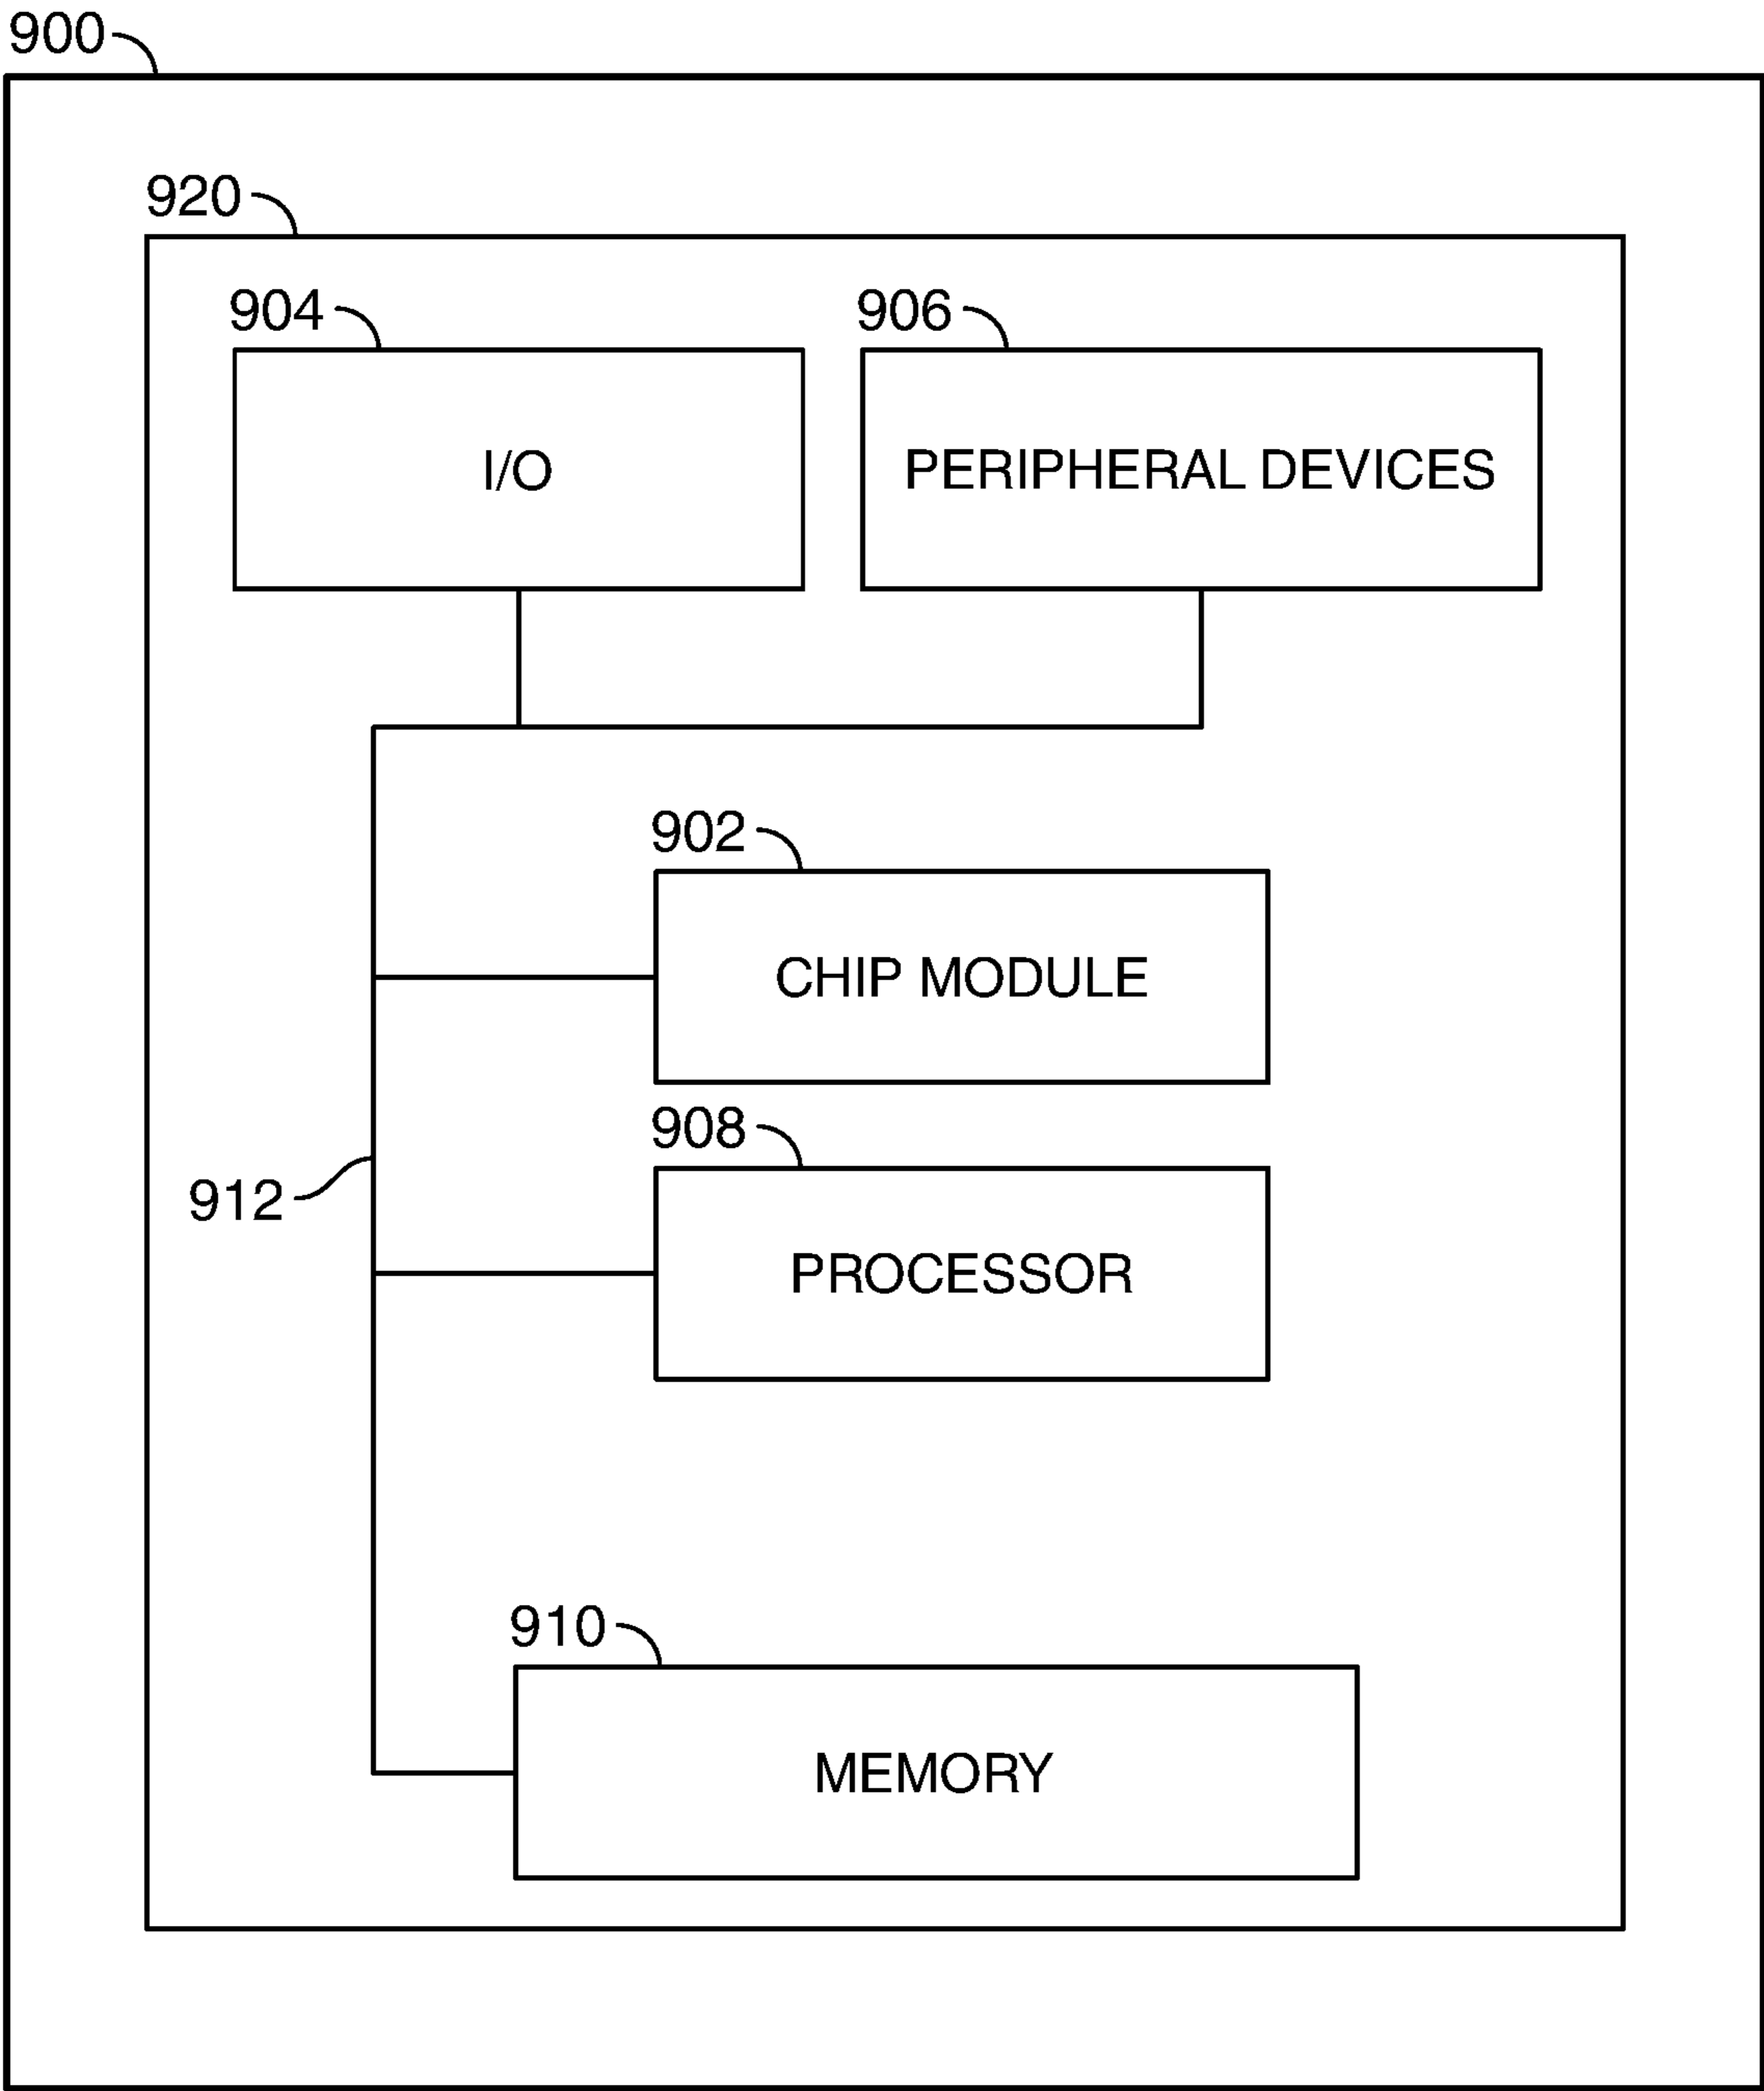 900
920
904
906
I/O
PERIPHERAL DEVICES
902
CHIP MODULE
908
912
PROCESSOR
910
MEMORY